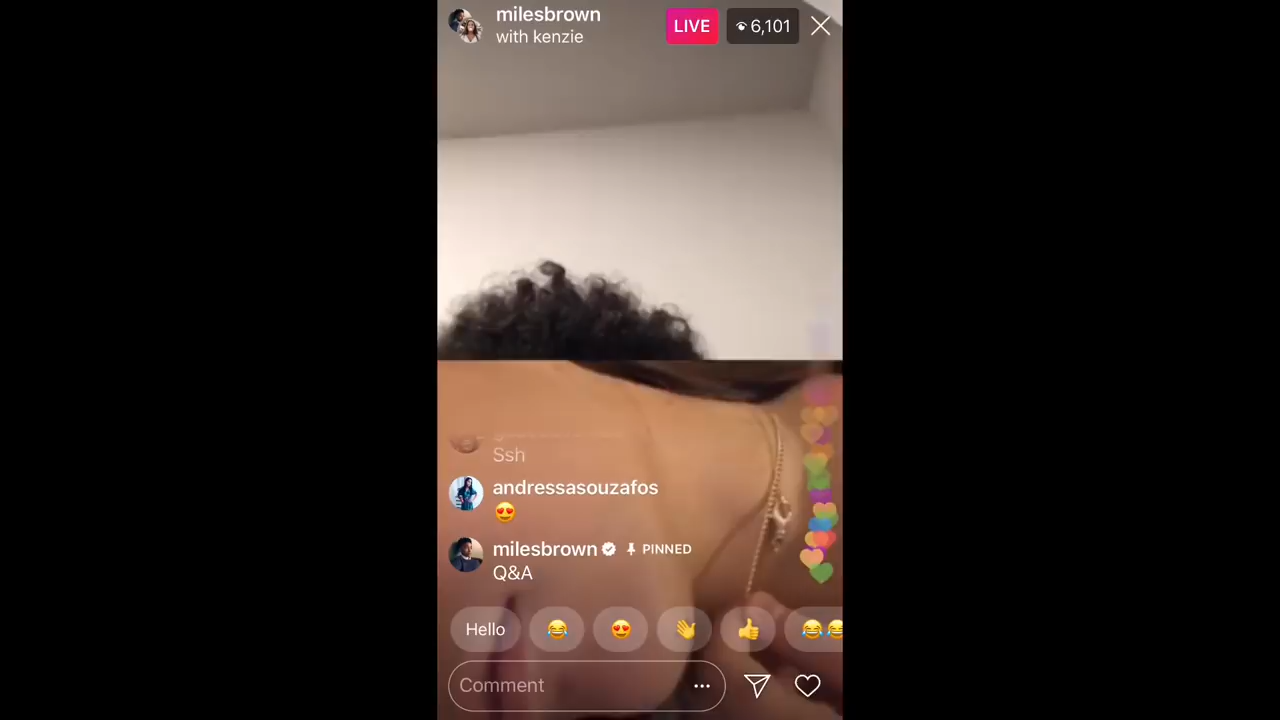 milesbrown
with kenzie
LIVE
6,101
Ssh
andressasouzafos
😍
milesbrown PINNED
Q&A
Hello 😂 😍 👋 👍 😂😂
Comment